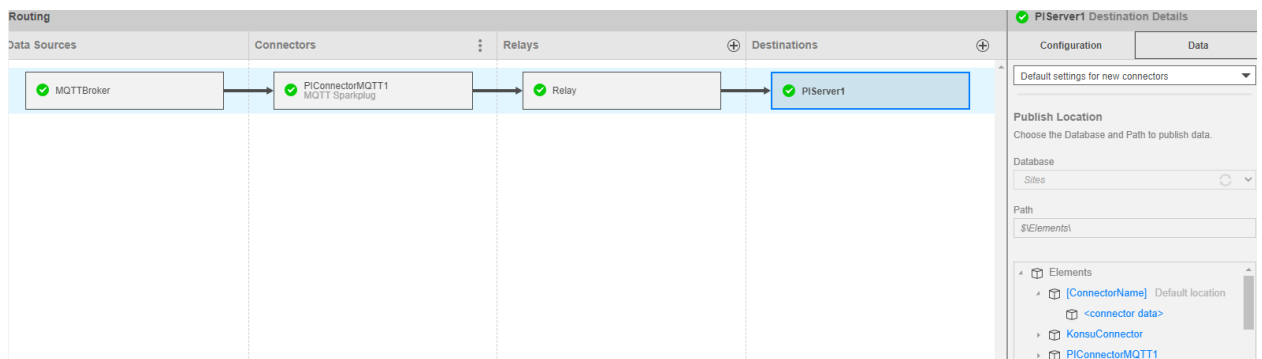 Routing
PIServer1 Destination Details
Data Sources
Connectors
Relays
Destinations
Configuration
Data
MQTTBroker
PIConnectorMQTT1
MQTT Sparkplug
Relay
PIServer1
Default settings for new connectors
Publish Location
Choose the Database and Path to publish data.
Database
Sites
Path
$\Elements\
Elements
[ConnectorName] Default location
<connector data>
KonsuConnector
PIConnectorMQTT1